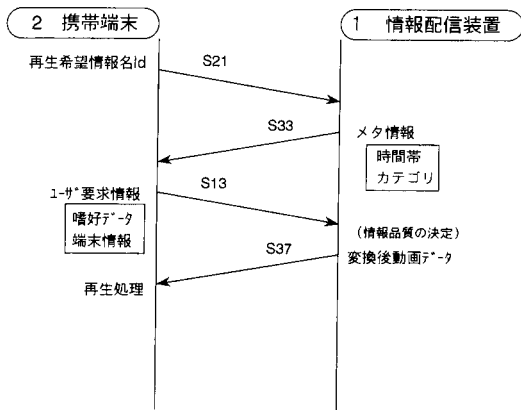 2 携帯端末
1 情報配信装置
再生希望情報名Id
S21
S33
メタ情報
時間帯
カテゴリ
ユーザ要求情報
S13
嗜好データ
端末情報
(情報品質の決定)
S37
変換後動画データ
再生処理